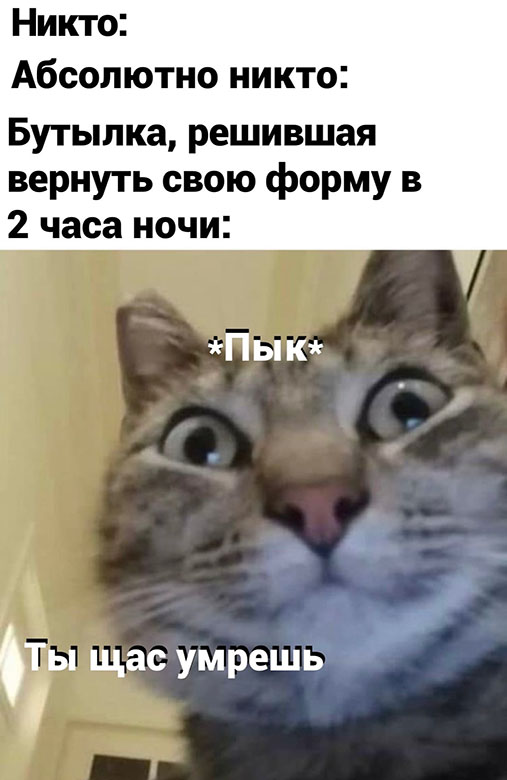 Никто:
Абсолютно никто:
Бутылка, решившая
вернуть свою форму в
2 часа ночи:
*Пык*
Ты щас умрешь